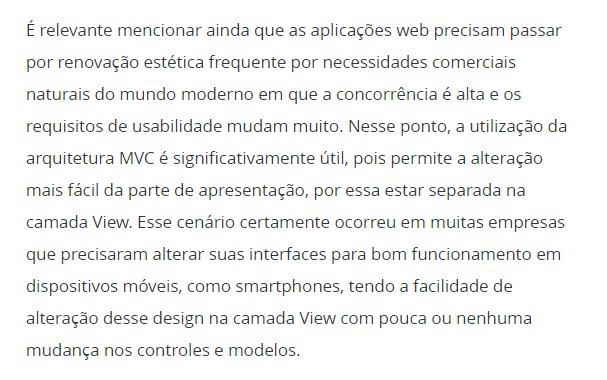 É relevante mencionar ainda que as aplicações web precisam passar
por renovação estética frequente por necessidades comerciais
naturais do mundo moderno em que a concorrência é alta e os
requisitos de usabilidade mudam muito. Nesse ponto, a utilização da
arquitetura MVC é significativamente útil, pois permite a alteração
mais fácil da parte de apresentação, por essa estar separada na
camada View. Esse cenário certamente ocorreu em muitas empresas
que precisaram alterar suas interfaces para bom funcionamento em
dispositivos móveis, como smartphones, tendo a facilidade de
alteração desse design na camada View com pouca ou nenhuma
mudança nos controles e modelos.